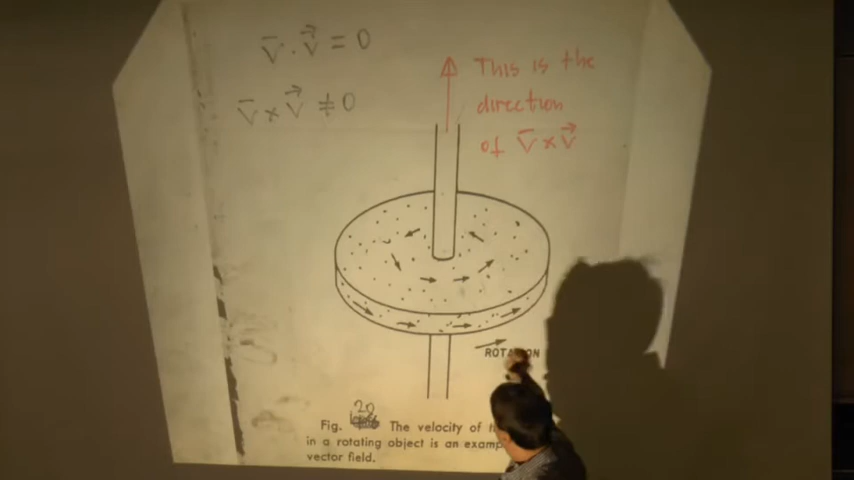 ∇̄ · v⃗ = 0
∇̄ × v⃗ ≠ 0
This is the
direction
of ∇̄ × v⃗
ROTATION
20
Fig. The velocity of
in a rotating object is an
vector field.